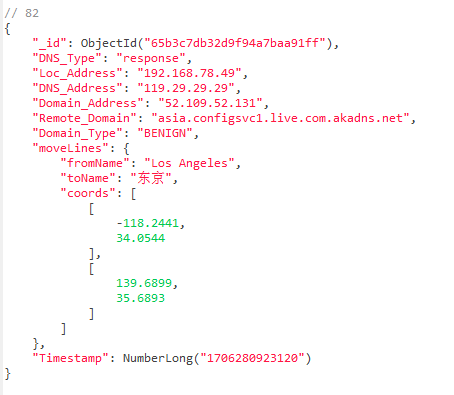 // 82
{
    "_id": ObjectId("65b3c7db32d9f94a7baa91ff"),
    "DNS_Type": "response",
    "Loc_Address": "192.168.78.49",
    "DNS_Address": "119.29.29.29",
    "Domain_Address": "52.109.52.131",
    "Remote_Domain": "asia.configsvc1.live.com.akadns.net",
    "Domain_Type": "BENIGN",
    "moveLines": {
        "fromName": "Los Angeles",
        "toName": "东京",
        "coords": [
            [
                -118.2441,
                34.0544
            ],
            [
                139.6899,
                35.6893
            ]
        ]
    },
    "Timestamp": NumberLong("1706280923120")
}